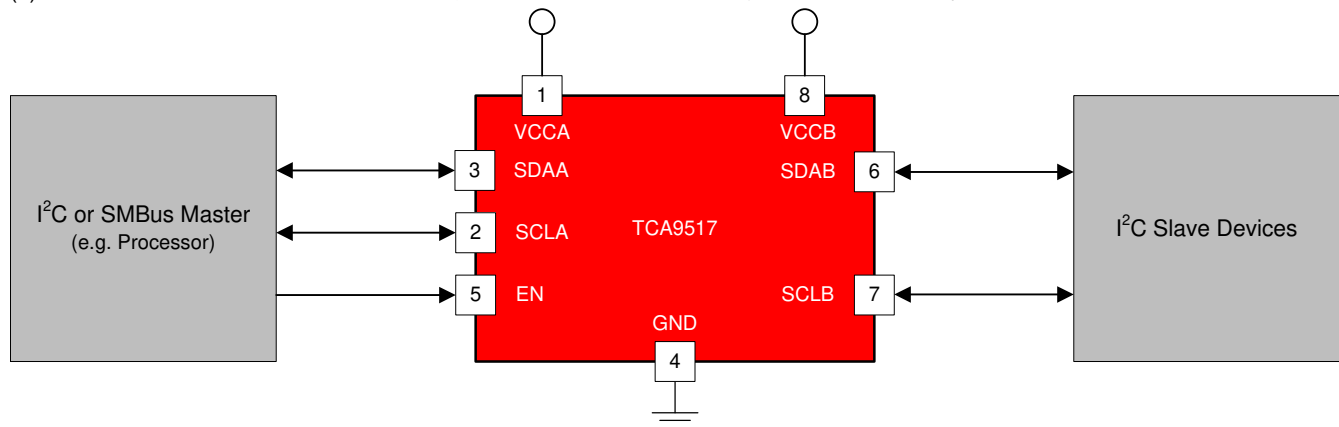 1
8
VCCA
VCCB
3
SDAA
SDAB
6
I²C or SMBus Master
(e.g. Processor)
2
SCLA
TCA9517
I²C Slave Devices
5
EN
SCLB
7
GND
4